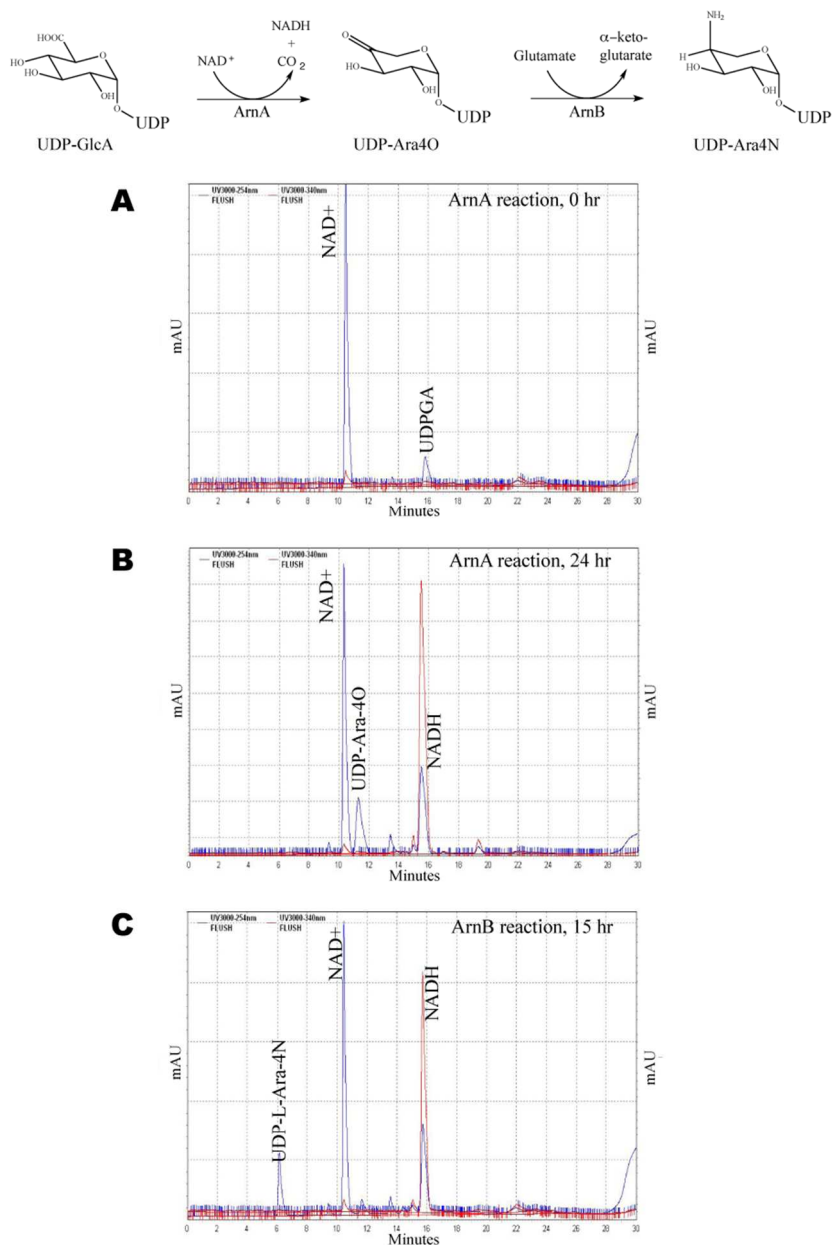 HOOC
O
HO
HO
OH
O
UDP
UDP-GlcA
NAD+
NADH
+
CO2
ArnA
O
O
HO
OH
O
UDP
UDP-Ara4O
Glutamate
α-keto-
glutarate
ArnB
NH2
H
O
HO
OH
O
UDP
UDP-Ara4N
A
UV3000-254nm UV3000-340nm
FLUSH FLUSH
ArnA reaction, 0 hr
NAD+
UDPGA
mAU
mAU
0 2 4 6 8 10 12 14 16 18 20 22 24 26 28 30
Minutes
B
UV3000-254nm UV3000-340nm
FLUSH FLUSH
ArnA reaction, 24 hr
NAD+
UDP-Ara-4O
NADH
mAU
mAU
0 2 4 6 8 10 12 14 16 18 20 22 24 26 28 30
Minutes
C
UV3000-254nm UV3000-340nm
FLUSH FLUSH
ArnB reaction, 15 hr
UDP-L-Ara-4N
NAD+
NADH
mAU
mAU
0 2 4 6 8 10 12 14 16 18 20 22 24 26 28 30
Minutes